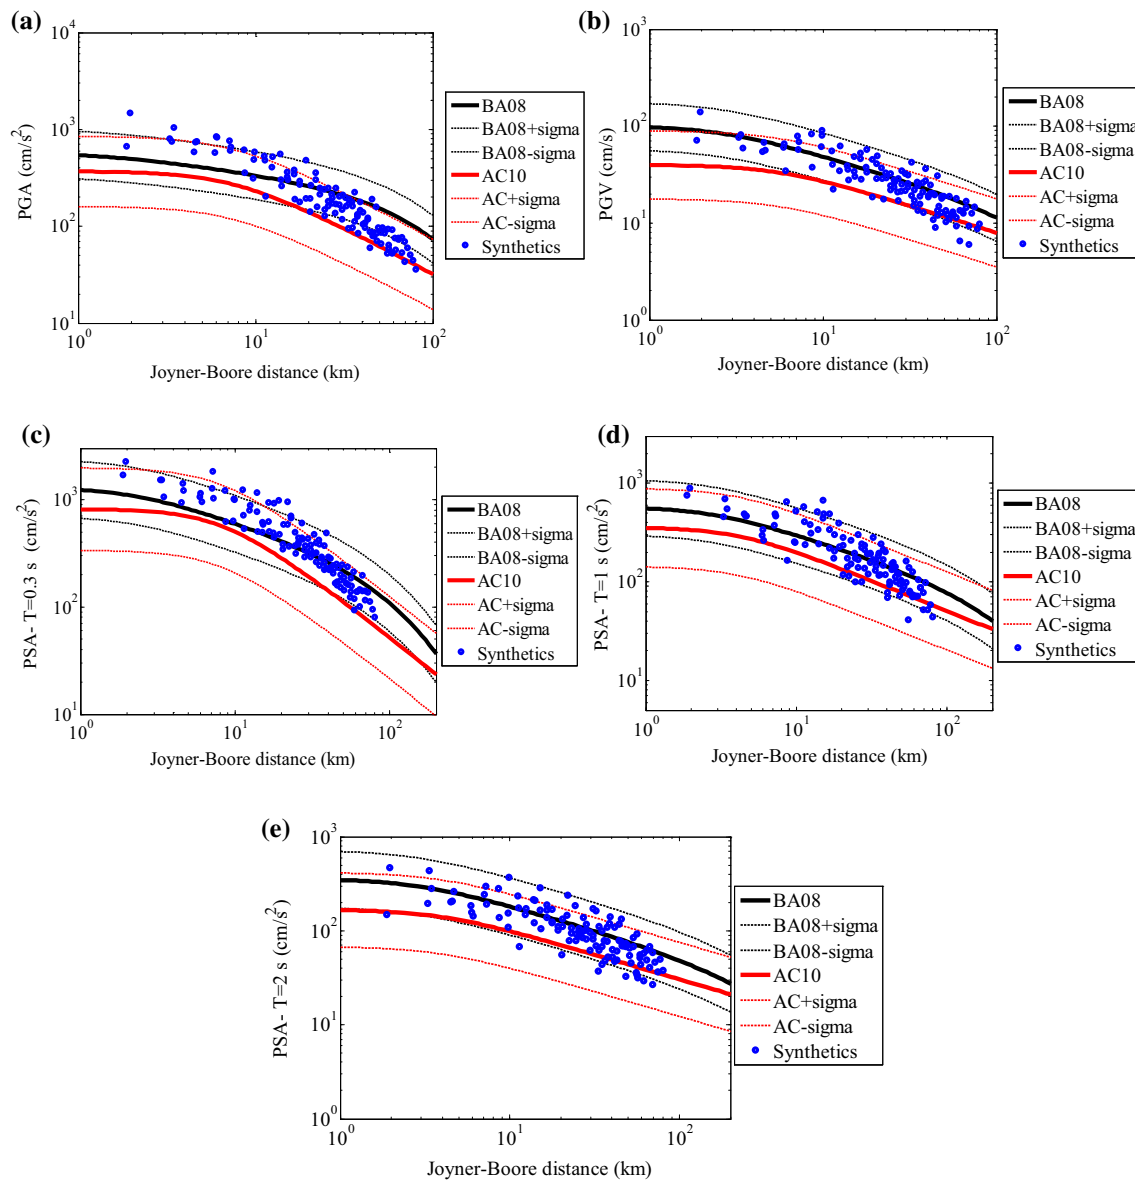 (a)
10^4
10^3
10^2
10^1
PGA (cm/s^2)
10^0
10^1
10^2
Joyner-Boore distance (km)
BA08
BA08+sigma
BA08-sigma
AC10
AC+sigma
AC-sigma
Synthetics
(b)
10^3
10^2
10^1
10^0
PGV (cm/s)
10^0
10^1
10^2
Joyner-Boore distance (km)
BA08
BA08+sigma
BA08-sigma
AC10
AC+sigma
AC-sigma
Synthetics
(c)
10^3
10^2
10^1
PSA- T=0.3 s (cm/s^2)
10^0
10^1
10^2
Joyner-Boore distance (km)
BA08
BA08+sigma
BA08-sigma
AC10
AC+sigma
AC-sigma
Synthetics
(d)
10^3
10^2
10^1
PSA- T=1 s (cm/s^2)
10^0
10^1
10^2
Joyner-Boore distance (km)
BA08
BA08+sigma
BA08-sigma
AC10
AC+sigma
AC-sigma
Synthetics
(e)
10^3
10^2
10^1
10^0
PSA- T=2 s (cm/s^2)
10^0
10^1
10^2
Joyner-Boore distance (km)
BA08
BA08+sigma
BA08-sigma
AC10
AC+sigma
AC-sigma
Synthetics